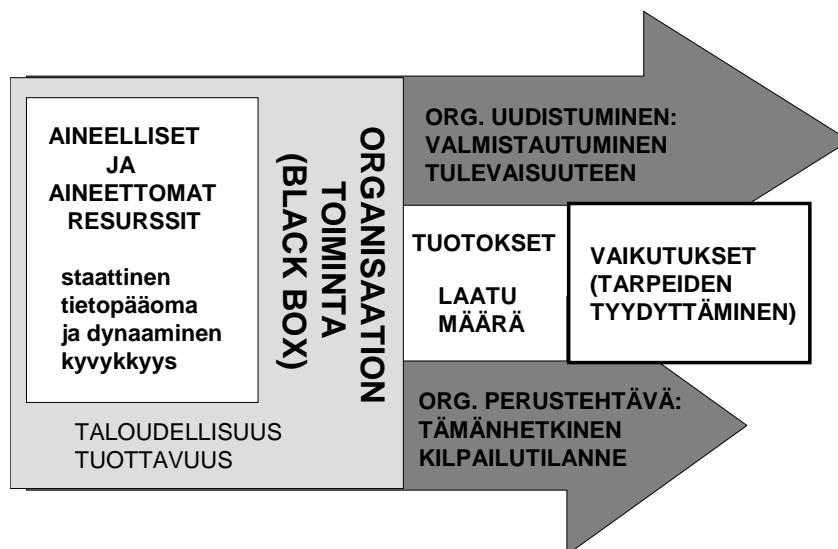 AINEELLISET
JA
AINEETTOMAT
RESURSSIT
staattinen
tietopääoma
ja dynaaminen
kyvykkyys
TALOUDELLISUUS
TUOTTAVUUS
ORGANISAATION
TOIMINTA
(BLACK BOX)
ORG. UUDISTUMINEN:
VALMISTAUTUMINEN
TULEVAISUUTEEN
TUOTOKSET
LAATU
MÄÄRÄ
VAIKUTUKSET
(TARPEIDEN
TYYDYTTÄMINEN)
ORG. PERUSTEHTÄVÄ:
TÄMÄNHETKINEN
KILPAILUTILANNE